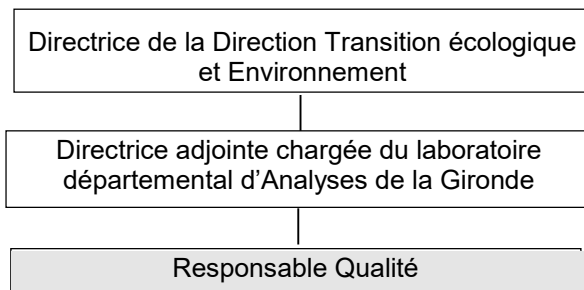 Directrice de la Direction Transition écologique
et Environnement
Directrice adjointe chargée du laboratoire
départemental d'Analyses de la Gironde
Responsable Qualité